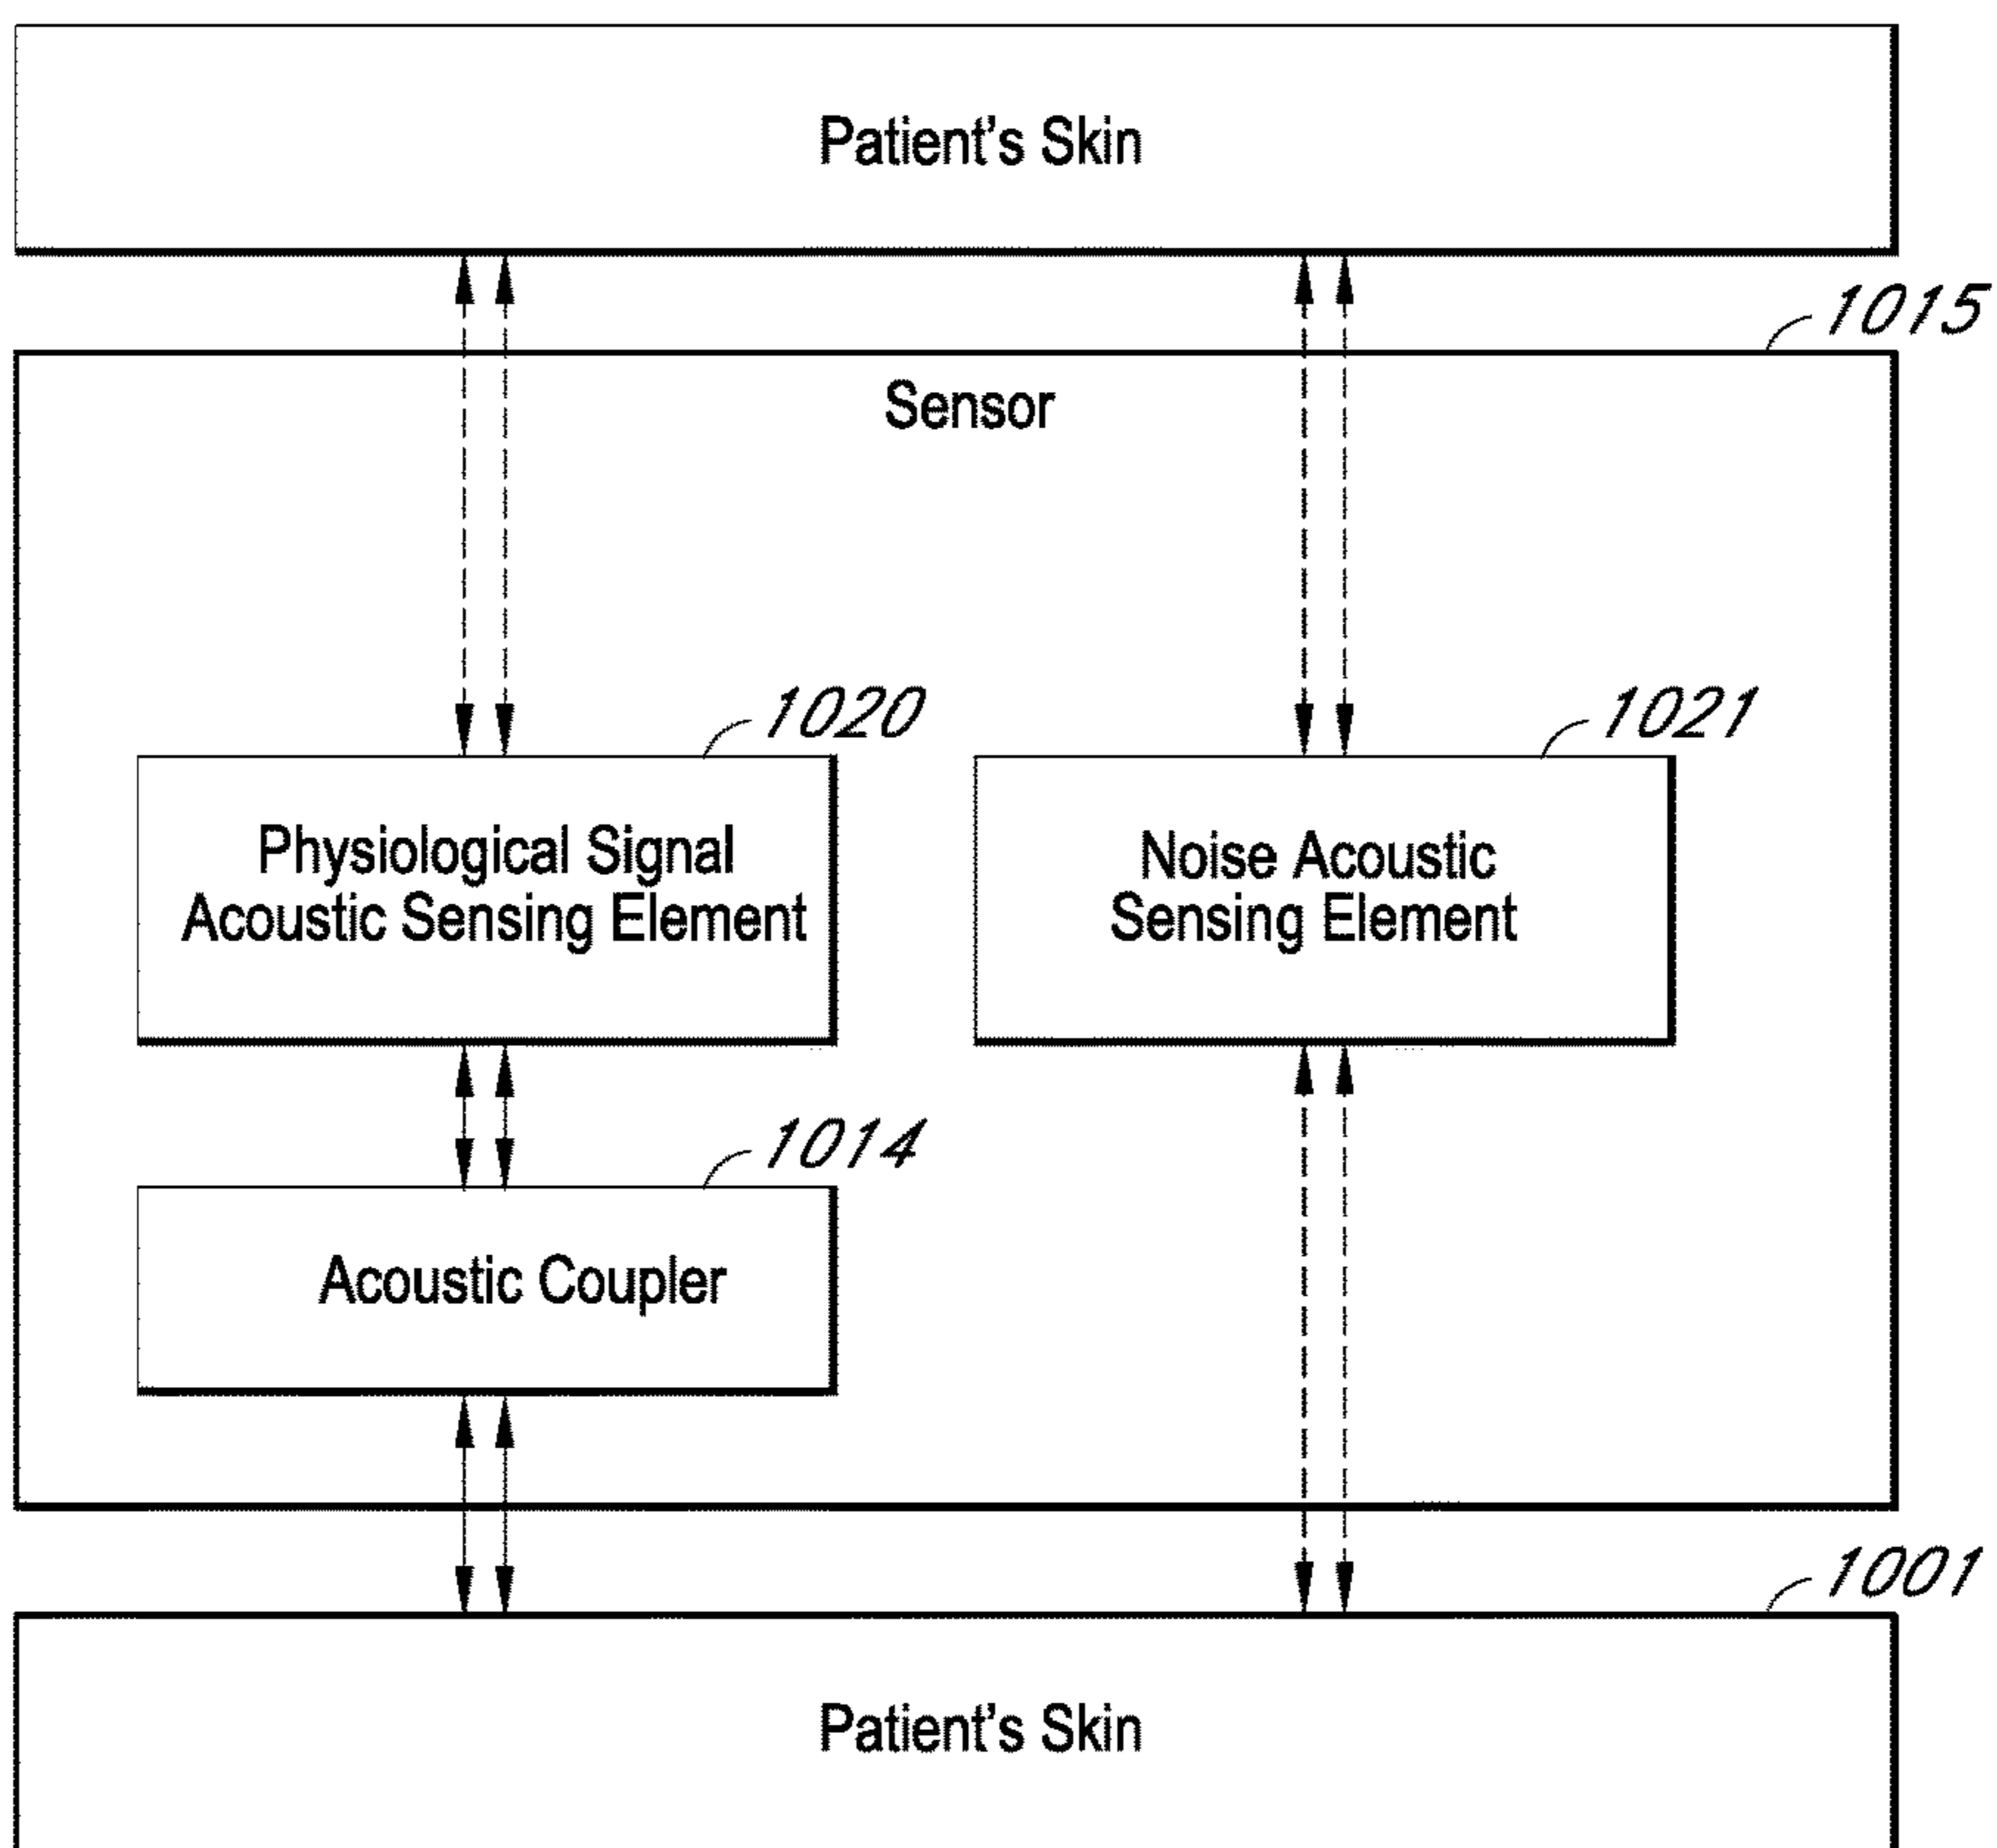 Patient's Skin
1015
Sensor
1020
1021
Physiological Signal
Acoustic Sensing Element
Noise Acoustic
Sensing Element
1014
Acoustic Coupler
1001
Patient's Skin